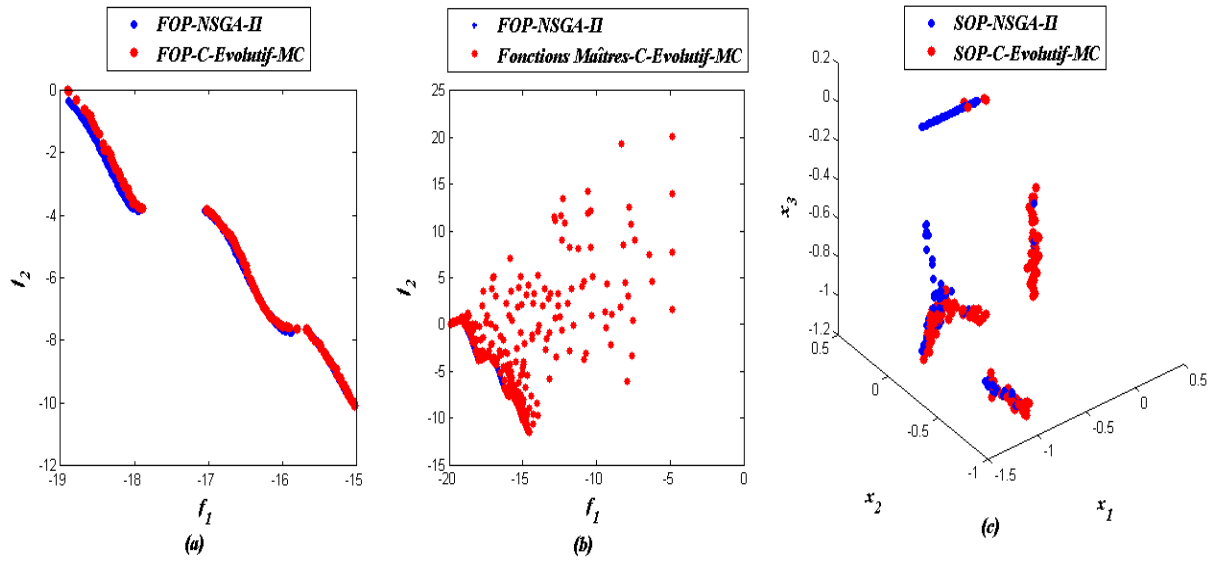 FOP-NSGA-II
FOP-C-Evolutif-MC
0
-2
-4
-6
-8
-10
-12
-19
-18
-17
-16
-15
f2
f1
(a)
FOP-NSGA-II
Fonctions Maîtres-C-Evolutif-MC
25
20
15
10
5
0
-5
-10
15
-20
-15
-10
-5
0
f2
f1
(b)
SOP-NSGA-II
SOP-C-Evolutif-MC
0.2
0
-0.2
-0.4
-0.6
-0.8
-1
-1.2
0.5
0
-0.5
-1
-1.5
-1
-0.5
0
0.5
x3
x2
x1
(c)